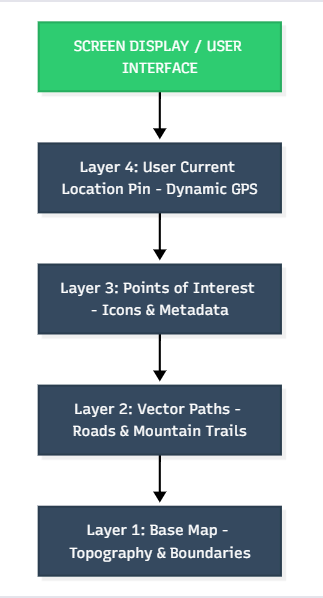 SCREEN DISPLAY / USER
INTERFACE
Layer 4: User Current
Location Pin - Dynamic GPS
Layer 3: Points of Interest
- Icons & Metadata
Layer 2: Vector Paths -
Roads & Mountain Trails
Layer 1: Base Map -
Topography & Boundaries